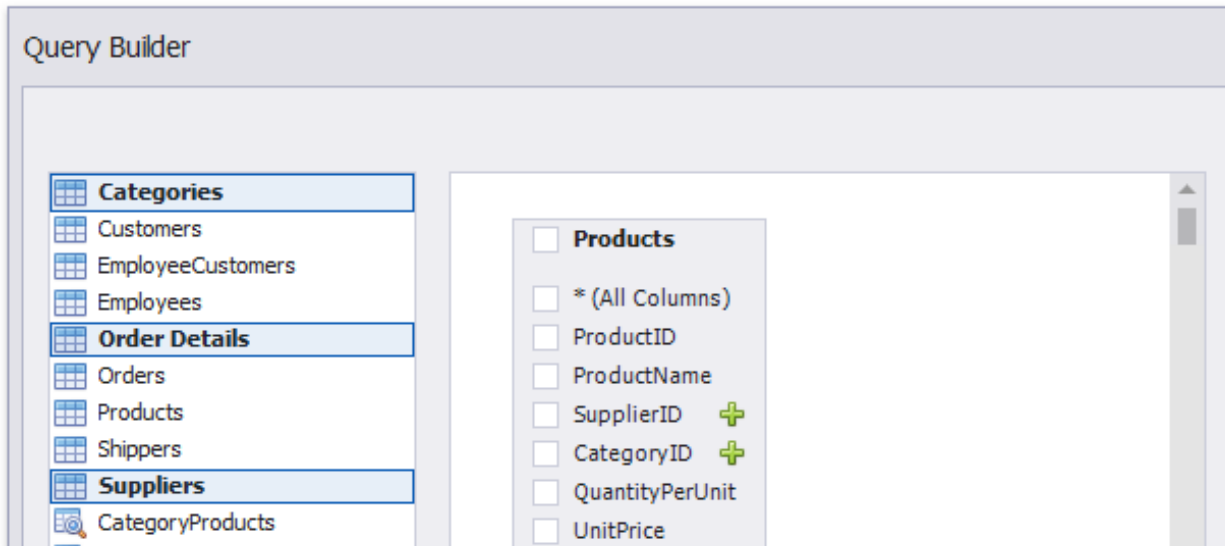 Query Builder
Categories
Customers
EmployeeCustomers
Employees
Order Details
Orders
Products
Shippers
Suppliers
CategoryProducts
Products
* (All Columns)
ProductID
ProductName
SupplierID
CategoryID
QuantityPerUnit
UnitPrice